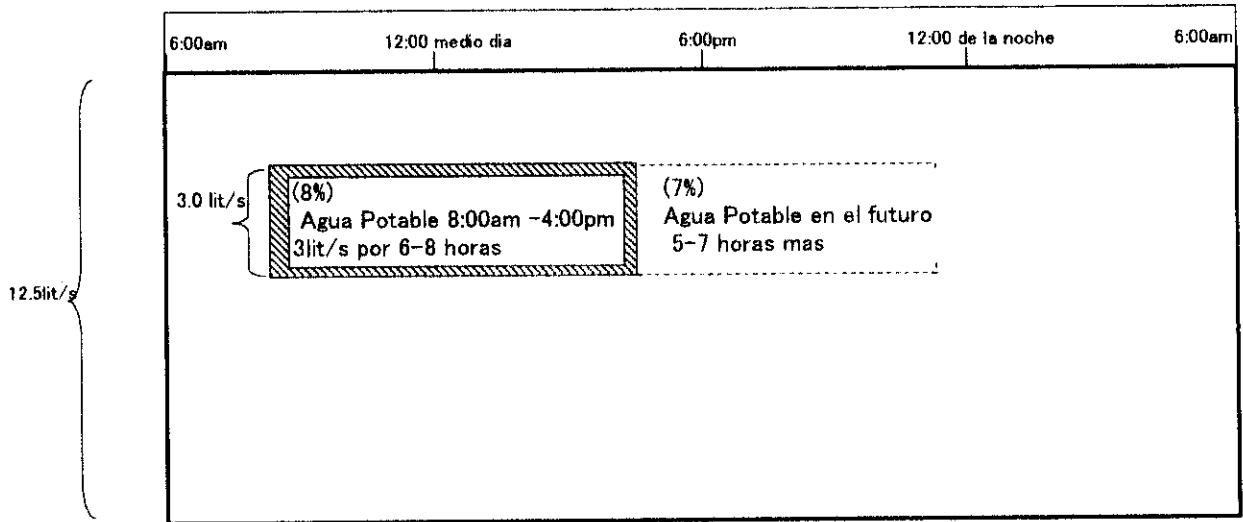 6:00am 12:00 medio dia 6:00pm 12:00 de la noche 6:00am
3.0 lit/s
(8%)
Agua Potable 8:00am -4:00pm
3lit/s por 6-8 horas
(7%)
Agua Potable en el futuro
5-7 horas mas
12.5lit/s